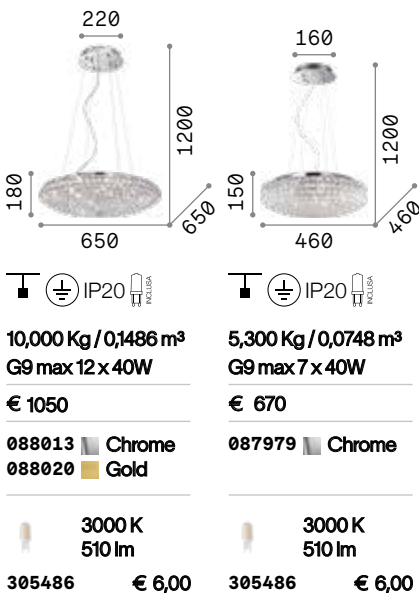 220
1200
180
650
650
IP20
INCLUSA
10,000 Kg / 0,1486 m³
G9 max 12 x 40W
€ 1050
088013 Chrome
088020 Gold
3000 K
510 lm
305486 € 6,00
160
1200
150
460
460
IP20
INCLUSA
5,300 Kg / 0,0748 m³
G9 max 7 x 40W
€ 670
087979 Chrome
3000 K
510 lm
305486 € 6,00